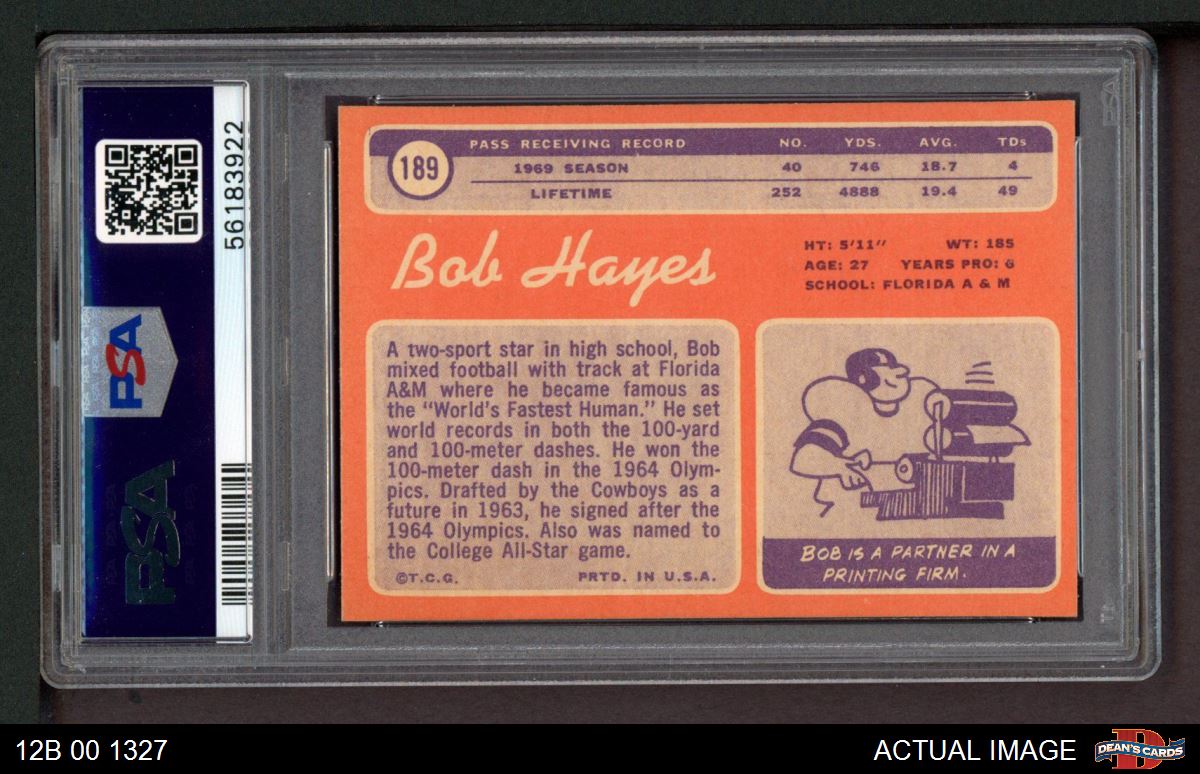 56183922
PSA
PSA
189
PASS RECEIVING RECORD NO. YDS. AVG. TDs
1969 SEASON 40 746 18.7 4
LIFETIME 252 4888 19.4 49
Bob Hayes
HT: 5'11" WT: 185
AGE: 27 YEARS PRO: 6
SCHOOL: FLORIDA A & M
A two-sport star in high school, Bob
mixed football with track at Florida
A&M where he became famous as
the "World's Fastest Human." He set
world records in both the 100-yard
and 100-meter dashes. He won the
100-meter dash in the 1964 Olym-
pics. Drafted by the Cowboys as a
future in 1963, he signed after the
1964 Olympics. Also was named to
the College All-Star game.
©T.C.G. PRTD. IN U.S.A.
BOB IS A PARTNER IN A
PRINTING FIRM.
12B 00 1327
ACTUAL IMAGE
DEAN'S CARDS